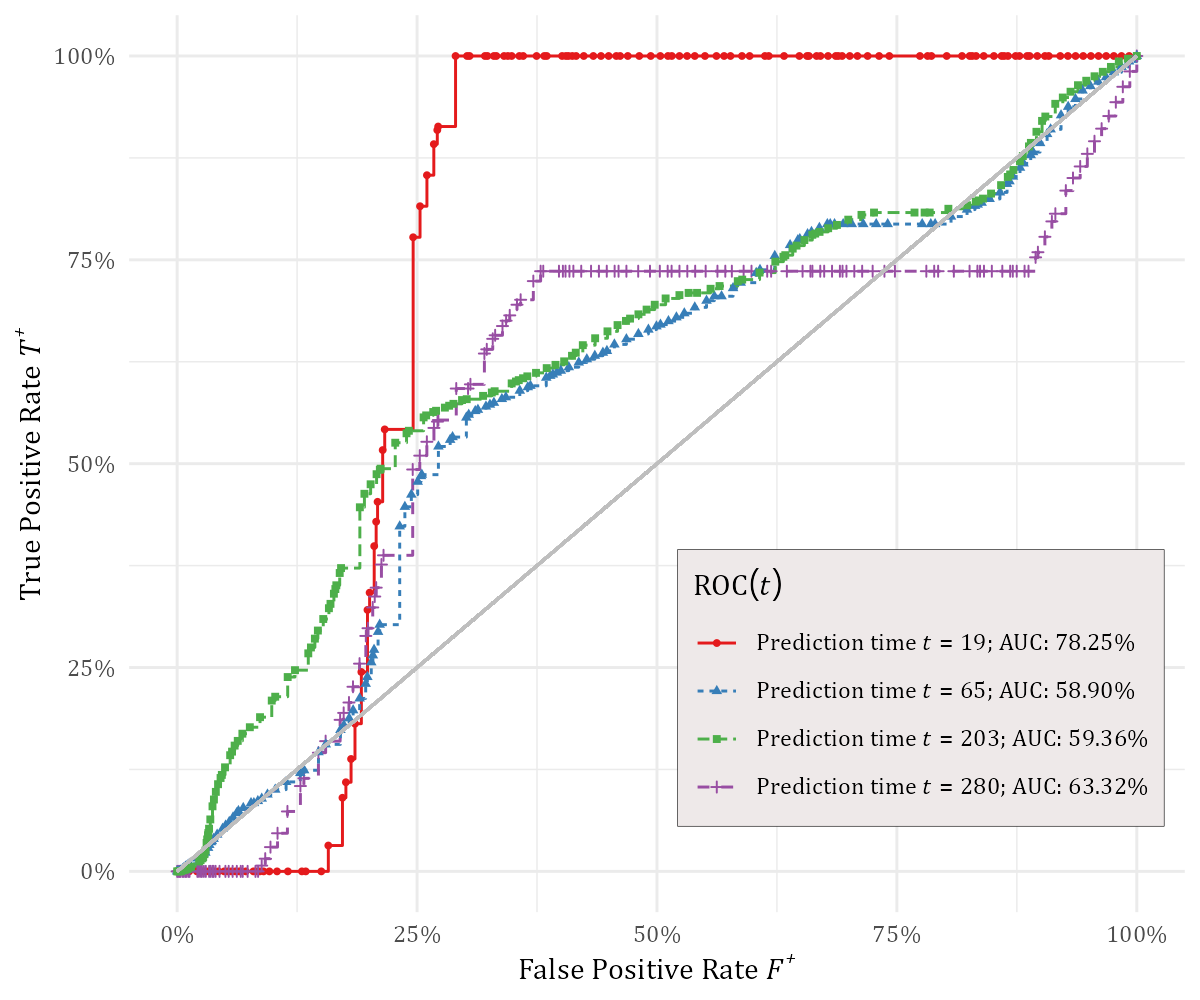 100%
75%
50%
25%
0%
True Positive Rate T⁺
0%
25%
50%
75%
100%
False Positive Rate F⁺
ROC(t)
Prediction time t = 19; AUC: 78.25%
Prediction time t = 65; AUC: 58.90%
Prediction time t = 203; AUC: 59.36%
Prediction time t = 280; AUC: 63.32%